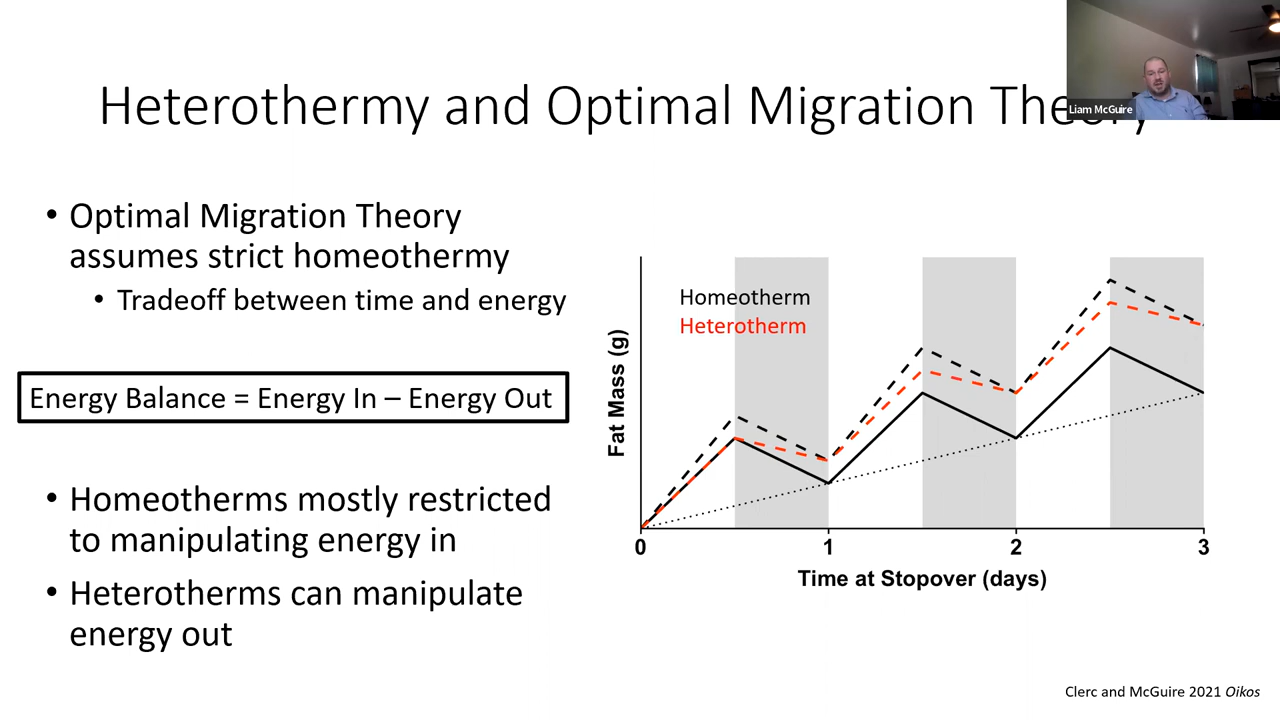 Heterothermy and Optimal Migration Theory
Liam McGuire
• Optimal Migration Theory
assumes strict homeothermy
• Tradeoff between time and energy
Energy Balance = Energy In – Energy Out
• Homeotherms mostly restricted
to manipulating energy in
• Heterotherms can manipulate
energy out
Homeotherm
Heterotherm
Fat Mass (g)
0 1 2 3
Time at Stopover (days)
Clerc and McGuire 2021 Oikos